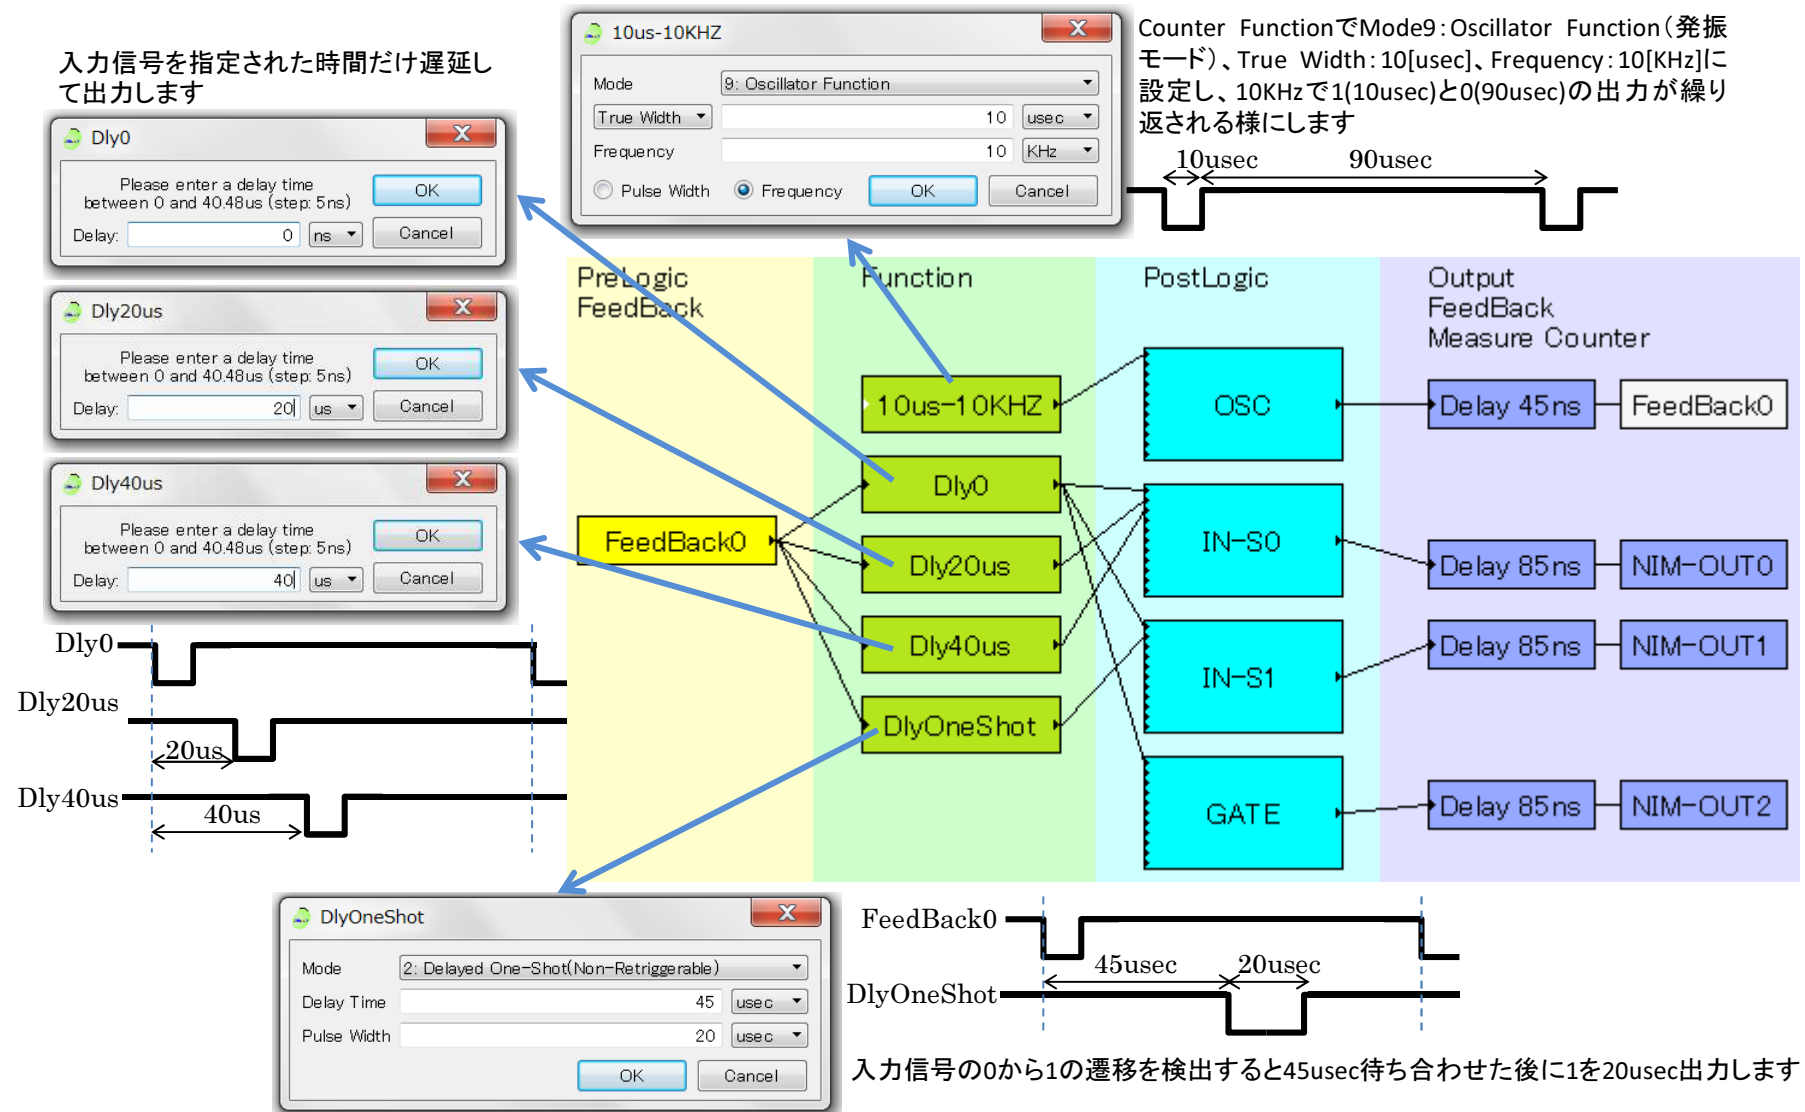 入力信号を指定された時間だけ遅延し
て出力します
Dly0
Please enter a delay time
between 0 and 40.48us (step: 5ns)
Delay: 0 ns
OK
Cancel
Dly20us
Please enter a delay time
between 0 and 40.48us (step: 5ns)
Delay: 20 us
OK
Cancel
Dly40us
Please enter a delay time
between 0 and 40.48us (step: 5ns)
Delay: 40 us
OK
Cancel
10us-10KHZ
Mode 9: Oscillator Function
True Width 10 usec
Frequency 10 KHz
Pulse Width Frequency OK Cancel
Counter FunctionでMode9：Oscillator Function（発振
モード）、True Width：10[usec]、Frequency：10[KHz]に
設定し、10KHzで1(10usec)と0(90usec)の出力が繰り
返される様にします
10usec 90usec
PreLogic
FeedBack
Function
PostLogic
Output
FeedBack
Measure Counter
10us-10KHZ
OSC
Delay 45ns
FeedBack0
Dly0
FeedBack0
Dly20us
IN-S0
Delay 85ns
NIM-OUT0
Dly40us
IN-S1
Delay 85ns
NIM-OUT1
DlyOneShot
GATE
Delay 85ns
NIM-OUT2
Dly0
Dly20us
20us
Dly40us
40us
DlyOneShot
Mode 2: Delayed One-Shot(Non-Retriggerable)
Delay Time 45 usec
Pulse Width 20 usec
OK Cancel
FeedBack0
45usec 20usec
DlyOneShot
入力信号の0から1の遷移を検出すると45usec待ち合わせた後に1を20usec出力します